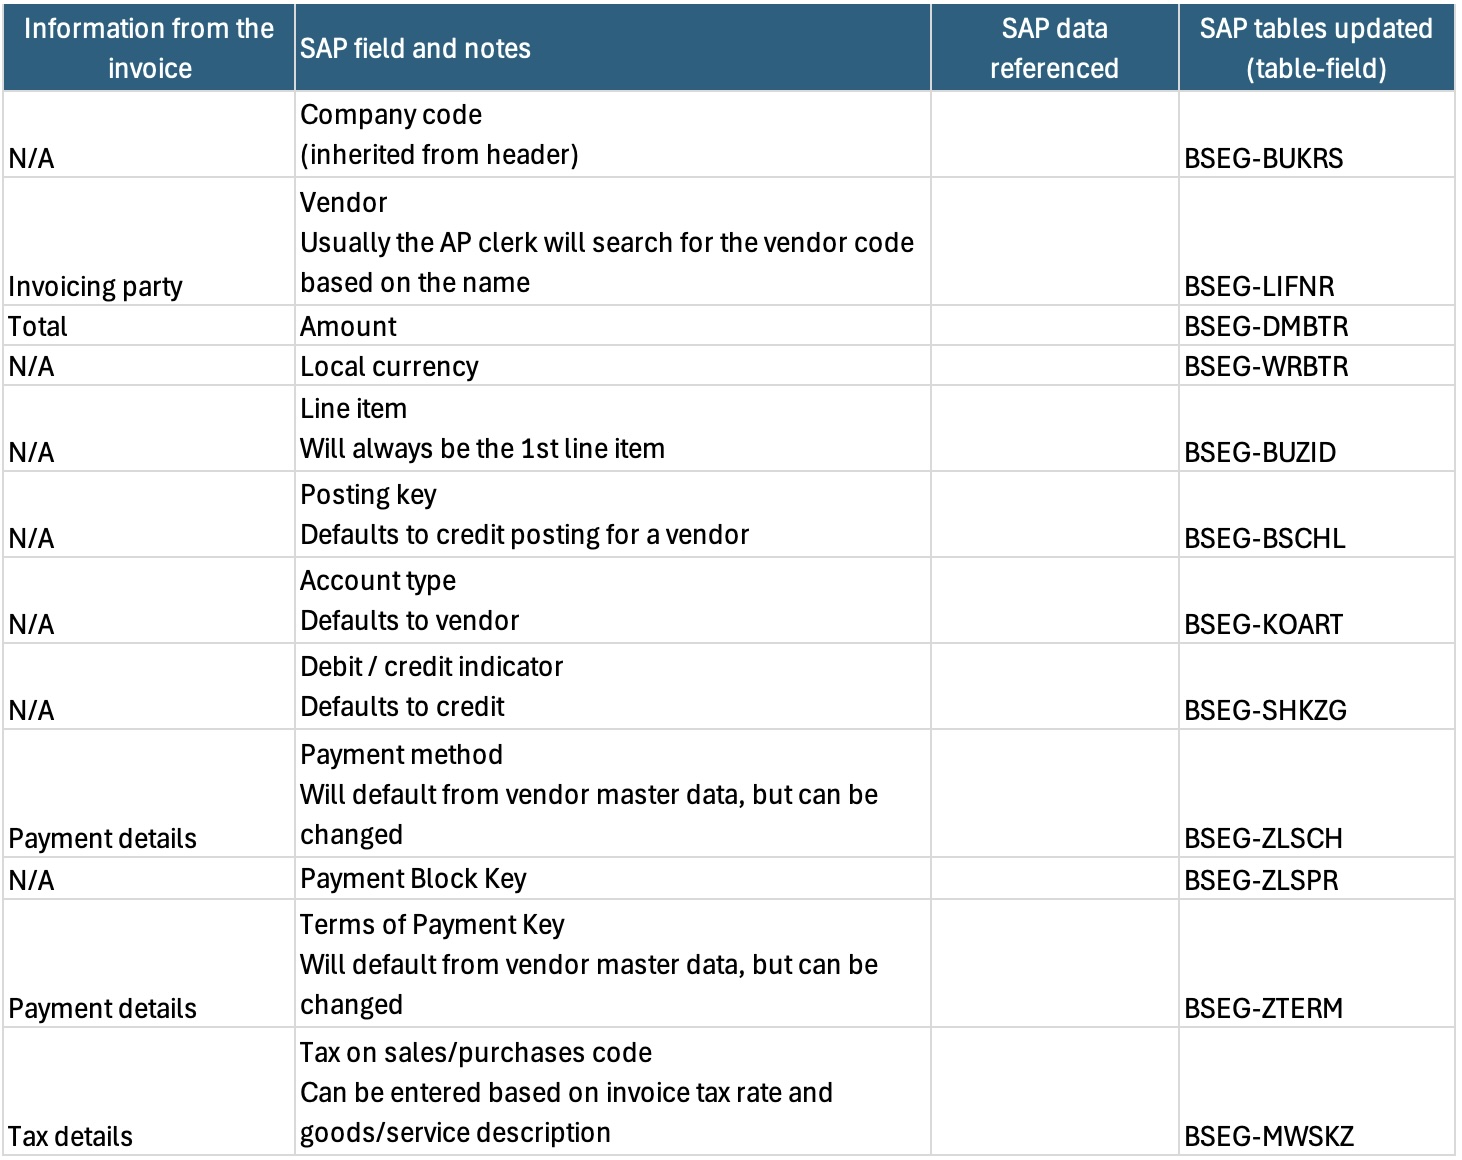 Information from the
invoice
SAP field and notes
SAP data
referenced
SAP tables updated
(table-field)
N/A
Company code
(inherited from header)
BSEG-BUKRS
Invoicing party
Vendor
Usually the AP clerk will search for the vendor code
based on the name
BSEG-LIFNR
Total
Amount
BSEG-DMBTR
N/A
Local currency
BSEG-WRBTR
N/A
Line item
Will always be the 1st line item
BSEG-BUZID
N/A
Posting key
Defaults to credit posting for a vendor
BSEG-BSCHL
N/A
Account type
Defaults to vendor
BSEG-KOART
N/A
Debit / credit indicator
Defaults to credit
BSEG-SHKZG
Payment details
Payment method
Will default from vendor master data, but can be
changed
BSEG-ZLSCH
N/A
Payment Block Key
BSEG-ZLSPR
Payment details
Terms of Payment Key
Will default from vendor master data, but can be
changed
BSEG-ZTERM
Tax details
Tax on sales/purchases code
Can be entered based on invoice tax rate and
goods/service description
BSEG-MWSKZ